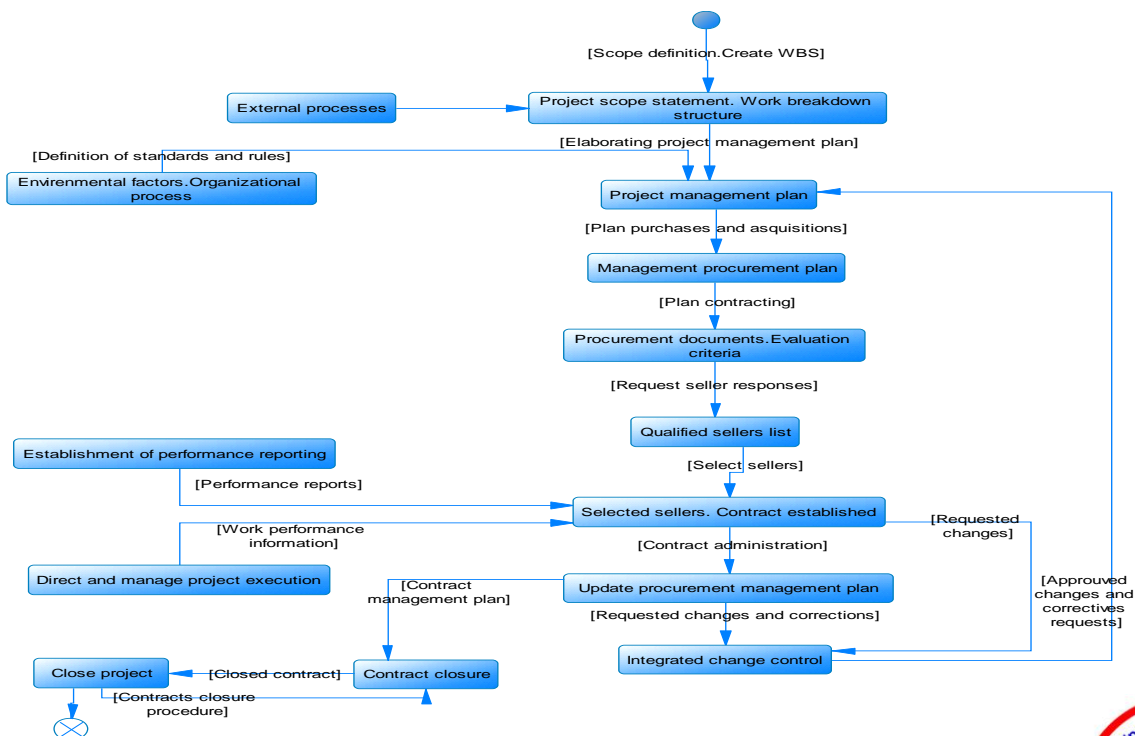 [Scope definition.Create WBS]
External processes
Project scope statement. Work breakdown
structure
[Definition of standards and rules]
[Elaborating project management plan]
Envirenmental factors.Organizational
process
Project management plan
[Plan purchases and asquisitions]
Management procurement plan
[Plan contracting]
Procurement documents.Evaluation
criteria
[Request seller responses]
Qualified sellers list
Establishment of performance reporting
[Select sellers]
[Performance reports]
Selected sellers. Contract established
[Work performance
information]
[Requested
changes]
[Contract administration]
Direct and manage project execution
[Contract
management plan]
Update procurement management plan
[Approuved
changes and
correctives
requests]
[Requested changes and corrections]
Close project
[Closed contract]
Contract closure
Integrated change control
[Contracts closure
procedure]